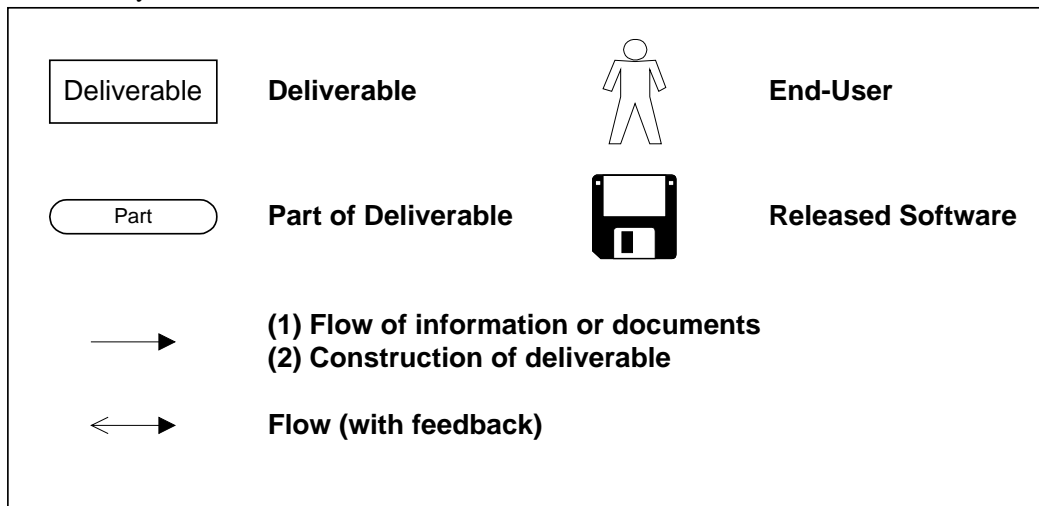 Deliverable Deliverable End-User
Part Part of Deliverable Released Software
(1) Flow of information or documents
(2) Construction of deliverable
Flow (with feedback)